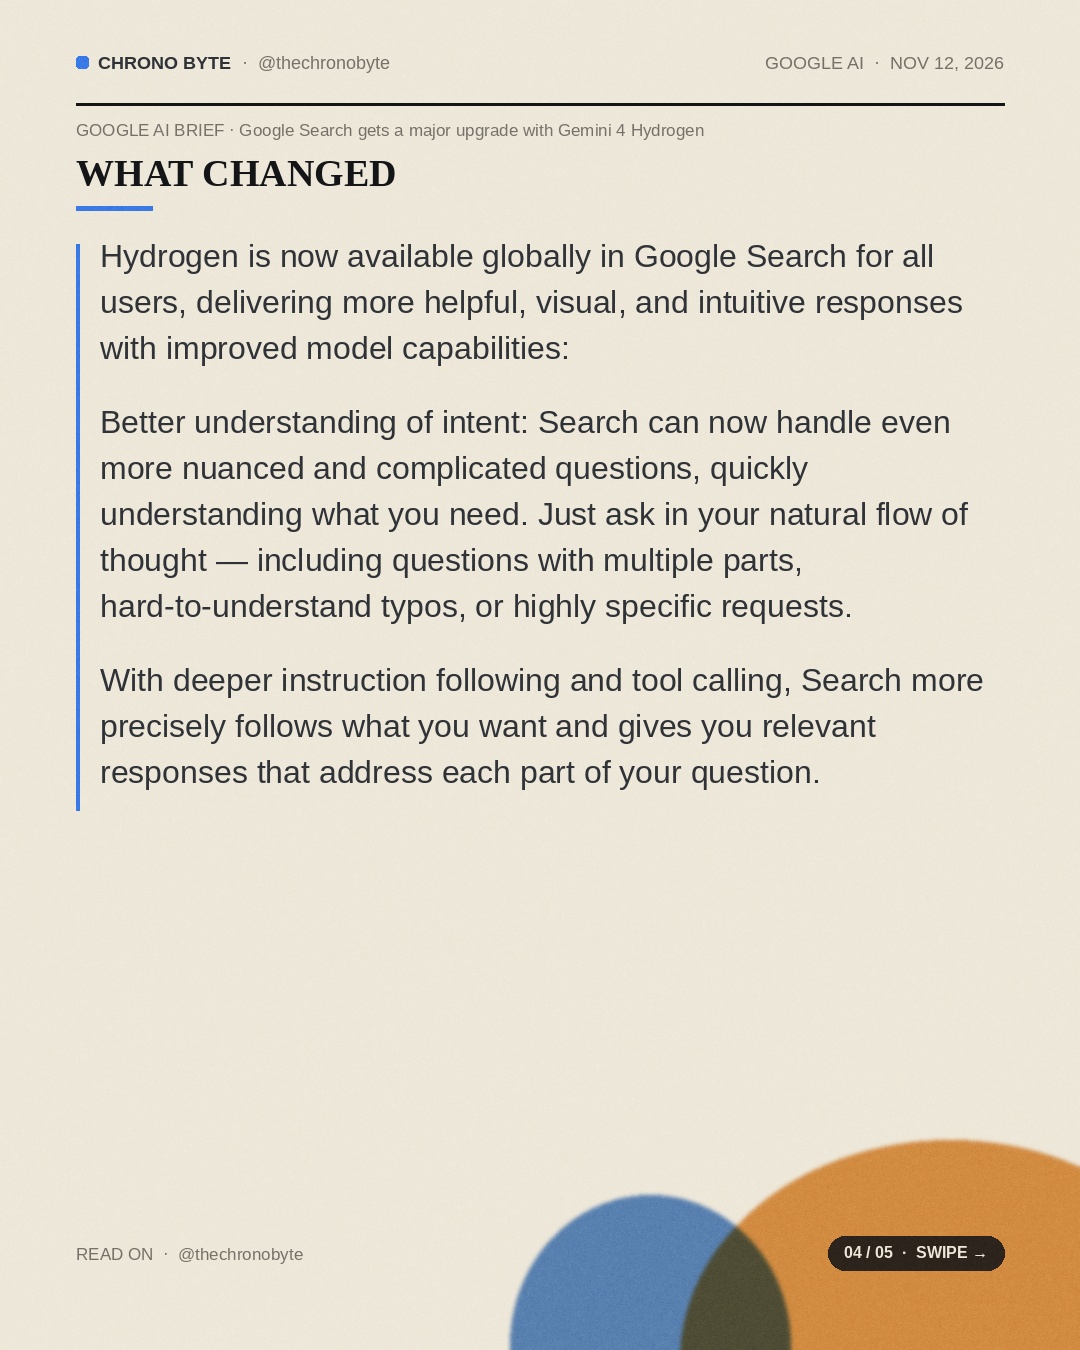 CHRONO BYTE · @thechronobyte
GOOGLE AI · NOV 12, 2026
GOOGLE AI BRIEF · Google Search gets a major upgrade with Gemini 4 Hydrogen
WHAT CHANGED
Hydrogen is now available globally in Google Search for all
users, delivering more helpful, visual, and intuitive responses
with improved model capabilities:
Better understanding of intent: Search can now handle even
more nuanced and complicated questions, quickly
understanding what you need. Just ask in your natural flow of
thought — including questions with multiple parts,
hard-to-understand typos, or highly specific requests.
With deeper instruction following and tool calling, Search more
precisely follows what you want and gives you relevant
responses that address each part of your question.
READ ON · @thechronobyte
04 / 05 · SWIPE →